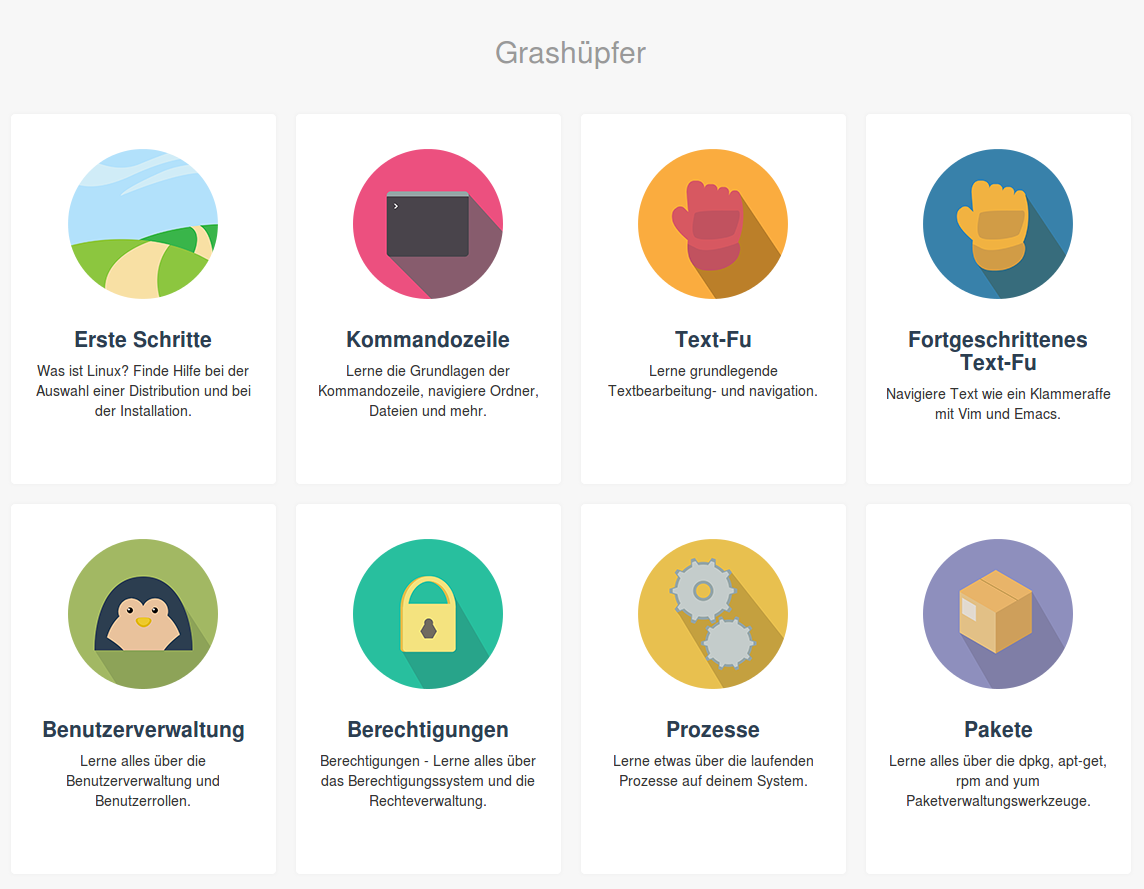 Grashüpfer
Erste Schritte
Was ist Linux? Finde Hilfe bei der
Auswahl einer Distribution und bei
der Installation.
Kommandozeile
Lerne die Grundlagen der
Kommandozeile, navigiere Ordner,
Dateien und mehr.
Text-Fu
Lerne grundlegende
Textbearbeitung- und navigation.
Fortgeschrittenes
Text-Fu
Navigiere Text wie ein Klammeraffe
mit Vim und Emacs.
Benutzerverwaltung
Lerne alles über die
Benutzerverwaltung und
Benutzerrollen.
Berechtigungen
Berechtigungen - Lerne alles über
das Berechtigungssystem und die
Rechteverwaltung.
Prozesse
Lerne etwas über die laufenden
Prozesse auf deinem System.
Pakete
Lerne alles über die dpkg, apt-get,
rpm and yum
Paketverwaltungswerkzeuge.